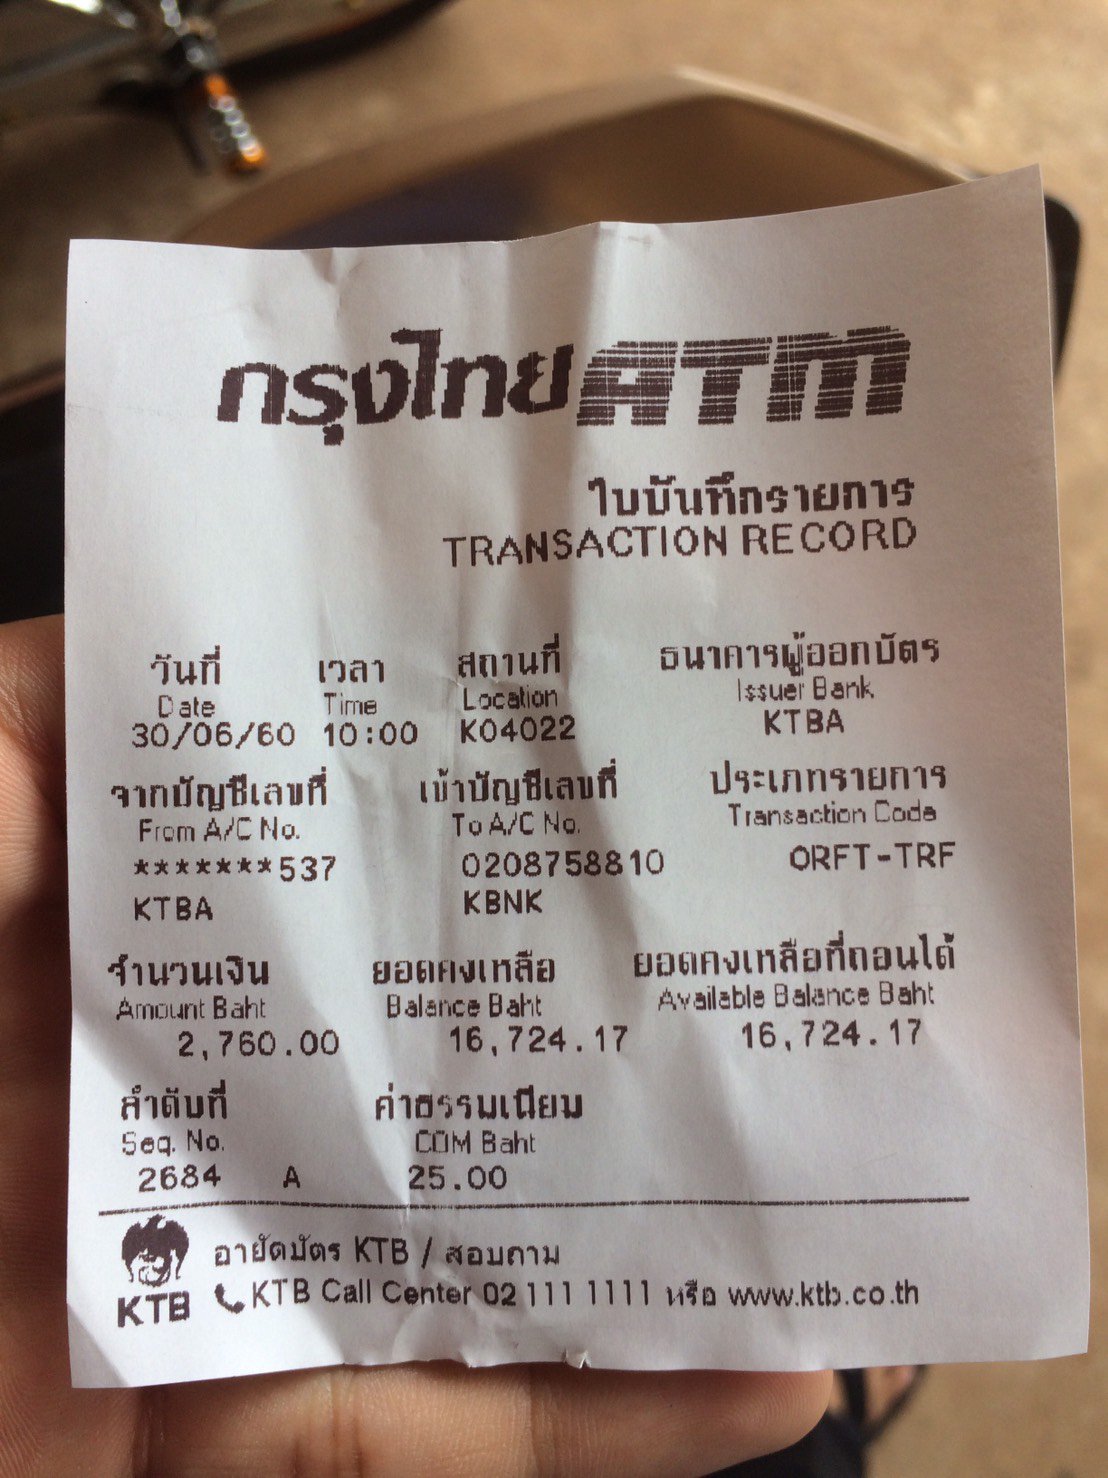 กรุงไทย ATM
ใบบันทึกรายการ
TRANSACTION RECORD
วันที่ เวลา สถานที่ ธนาคารผู้ออกบัตร
Date Time Location Issuer Bank
30/06/60 10:00 K04022 KTBA
จากบัญชีเลขที่ เข้าบัญชีเลขที่ ประเภทรายการ
From A/C No. To A/C No. Transaction Code
*******537 0208758810 ORFT-TRF
KTBA KBNK
จำนวนเงิน ยอดคงเหลือ ยอดคงเหลือที่ถอนได้
Amount Baht Balance Baht Available Balance Baht
2,760.00 16,724.17 16,724.17
ลำดับที่ ค่าธรรมเนียม
Seq. No. COM Baht
2684 A 25.00
อายัดบัตร KTB / สอบถาม
KTB KTB Call Center 02 111 1111 หรือ www.ktb.co.th